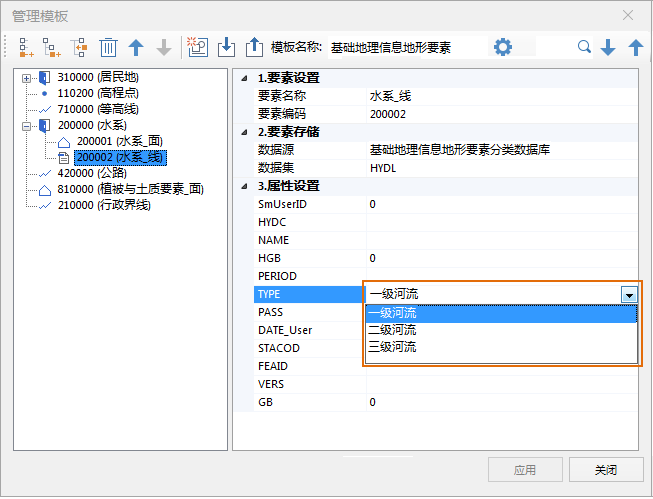 管理模板
模板名称: 基础地理信息地形要素
310000 (居民地)
110200 (高程点)
710000 (等高线)
200000 (水系)
200001 (水系_面)
200002 (水系_线)
420000 (公路)
810000 (植被与土质要素_面)
210000 (行政界线)
1.要素设置
要素名称 水系_线
要素编码 200002
2.要素存储
数据源 基础地理信息地形要素分类数据库
数据集 HYDL
3.属性设置
SmUserID 0
HYDC
NAME
HGB 0
PERIOD
TYPE 一级河流
PASS 一级河流
DATE_User 二级河流
STACOD 三级河流
FEAID
VERS
GB 0
应用 关闭